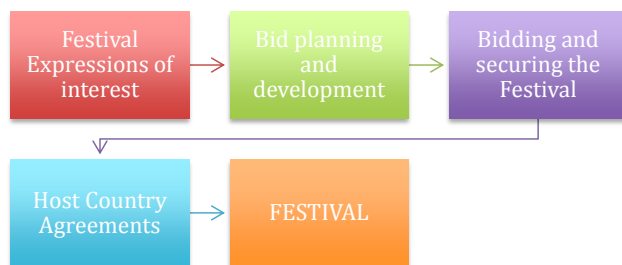 Festival
Expressions of
interest
Bid planning
and
development
Bidding and
securing the
Festival
Host Country
Agreements
FESTIVAL